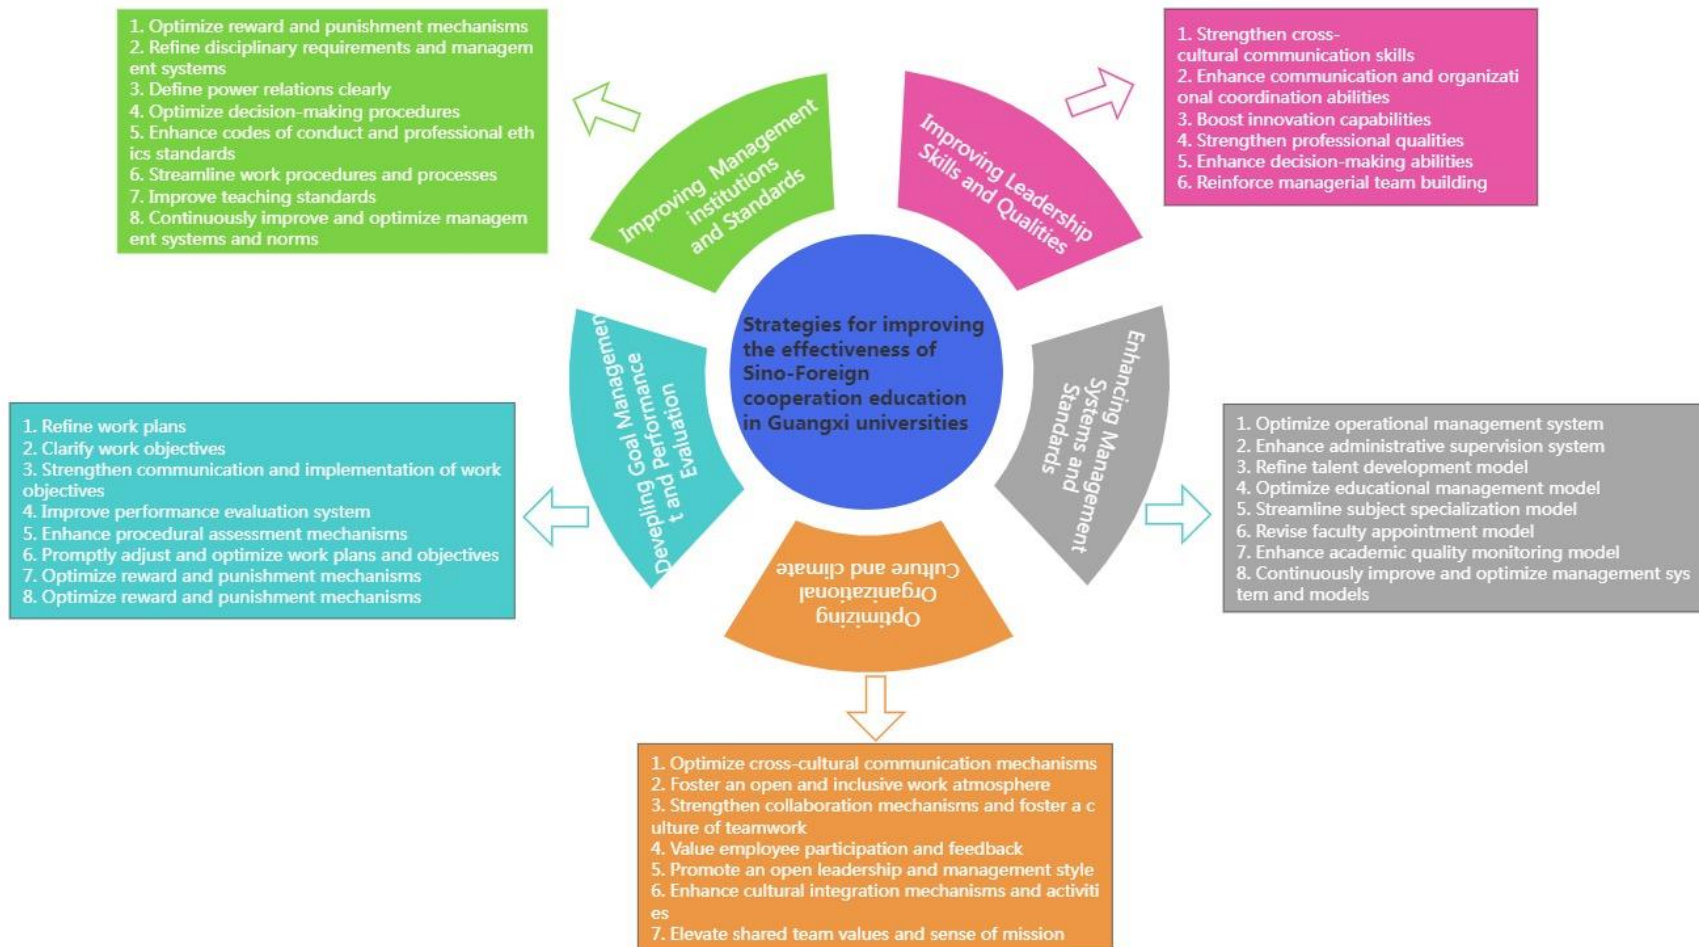 1. Optimize reward and punishment mechanisms
2. Refine disciplinary requirements and managem
ent systems
3. Define power relations clearly
4. Optimize decision-making procedures
5. Enhance codes of conduct and professional eth
ics standards
6. Streamline work procedures and processes
7. Improve teaching standards
8. Continuously improve and optimize managem
ent systems and norms
Improving Management
institutions
and Standards
Improving Leadership
Skills and Qualities
1. Strengthen cross-
cultural communication skills
2. Enhance communication and organizati
onal coordination abilities
3. Boost innovation capabilities
4. Strengthen professional qualities
5. Enhance decision-making abilities
6. Reinforce managerial team building
Strategies for improving
the effectiveness of
Sino-Foreign
cooperation education
in Guangxi universities
Developling Goal Managemen
t and Performance
Evaluation
1. Refine work plans
2. Clarify work objectives
3. Strengthen communication and implementation of work
objectives
4. Improve performance evaluation system
5. Enhance procedural assessment mechanisms
6. Promptly adjust and optimize work plans and objectives
7. Optimize reward and punishment mechanisms
8. Optimize reward and punishment mechanisms
Enhancing Management
Systems and
Standards
1. Optimize operational management system
2. Enhance administrative supervision system
3. Refine talent development model
4. Optimize educational management model
5. Streamline subject specialization model
6. Revise faculty appointment model
7. Enhance academic quality monitoring model
8. Continuously improve and optimize management sys
tem and models
Optimizing
Organizational
Culture and climate
1. Optimize cross-cultural communication mechanisms
2. Foster an open and inclusive work atmosphere
3. Strengthen collaboration mechanisms and foster a c
ulture of teamwork
4. Value employee participation and feedback
5. Promote an open leadership and management style
6. Enhance cultural integration mechanisms and activiti
es
7. Elevate shared team values and sense of mission